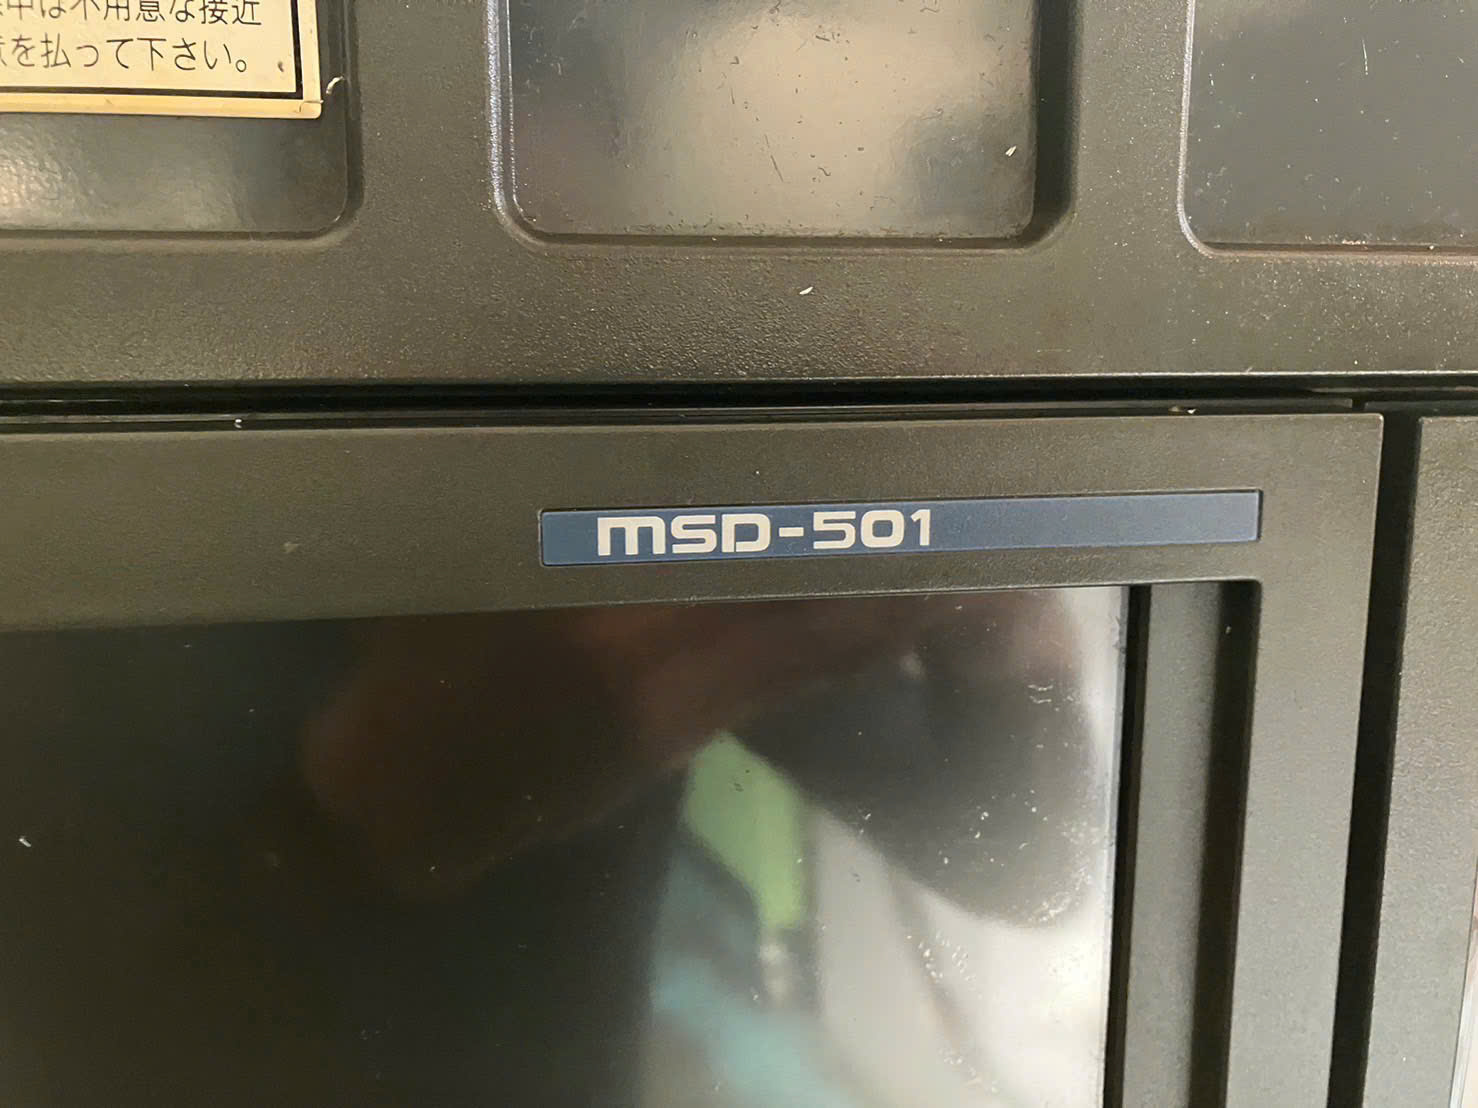 中は不用意な接近
を払って下さい。
MSD-501